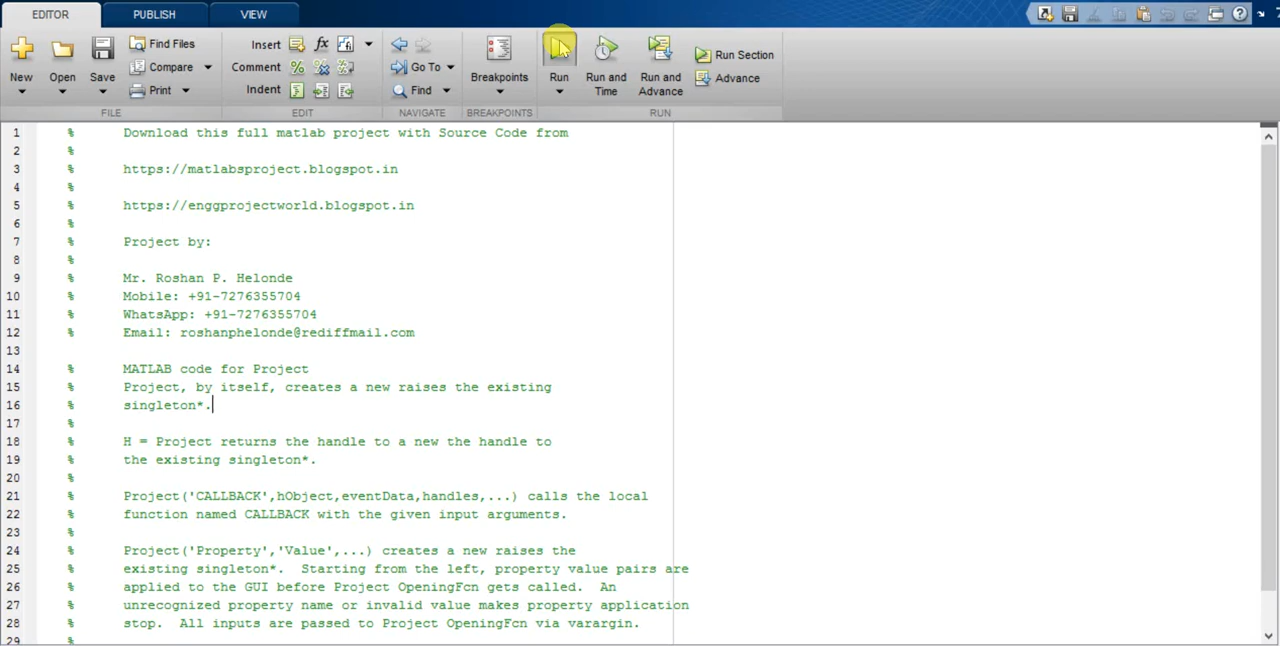 EDITOR PUBLISH VIEW
New Open Save Find Files Compare Print
Insert fx Comment Indent
Go To Find
Breakpoints
Run Run and Time Run and Advance Run Section Advance
FILE EDIT NAVIGATE BREAKPOINTS RUN
1 % Download this full matlab project with Source Code from
2 %
3 % https://matlabsproject.blogspot.in
4 %
5 % https://enggprojectworld.blogspot.in
6 %
7 % Project by:
8 %
9 % Mr. Roshan P. Helonde
10 % Mobile: +91-7276355704
11 % WhatsApp: +91-7276355704
12 % Email: roshanphelonde@rediffmail.com
13
14 % MATLAB code for Project
15 % Project, by itself, creates a new raises the existing
16 % singleton*.
17 %
18 % H = Project returns the handle to a new the handle to
19 % the existing singleton*.
20 %
21 % Project('CALLBACK',hObject,eventData,handles,...) calls the local
22 % function named CALLBACK with the given input arguments.
23 %
24 % Project('Property','Value',...) creates a new raises the
25 % existing singleton*. Starting from the left, property value pairs are
26 % applied to the GUI before Project OpeningFcn gets called. An
27 % unrecognized property name or invalid value makes property application
28 % stop. All inputs are passed to Project OpeningFcn via varargin.
29 %